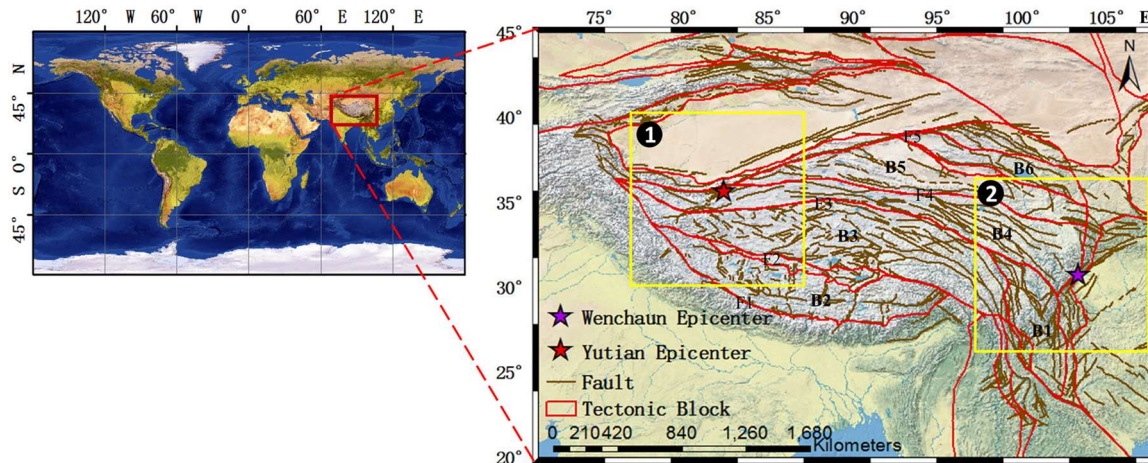 120° W W 0° E 120° E
N
45°
0°
S
45°
75° 80° 85° 90° 95° 100° 105° E
N
45°
40°
35°
30°
25°
20°
1
2
F5
B5
B6
F4
F3
B3
B4
F2
F1
B2
B1
Wenchaun Epicenter
Yutian Epicenter
Fault
Tectonic Block
0 210420 840 1,260 1,680
Kilometers